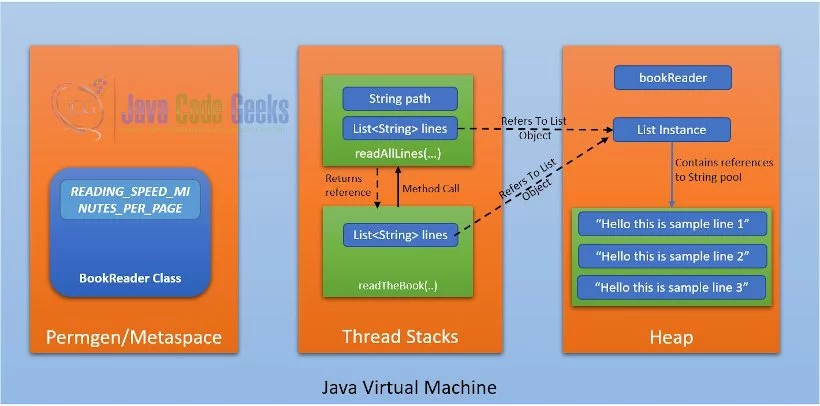 Java Code Geeks
READING_SPEED_MI
NUTES_PER_PAGE
BookReader Class
Permgen/Metaspace
String path
List<String> lines
readAllLines(...)
Returns
reference
Method Call
List<String> lines
readTheBook(..)
Thread Stacks
Refers To List
Object
Refers To List
Object
bookReader
List Instance
Contains references
to String pool
"Hello this is sample line 1"
"Hello this is sample line 2"
"Hello this is sample line 3"
Heap
Java Virtual Machine